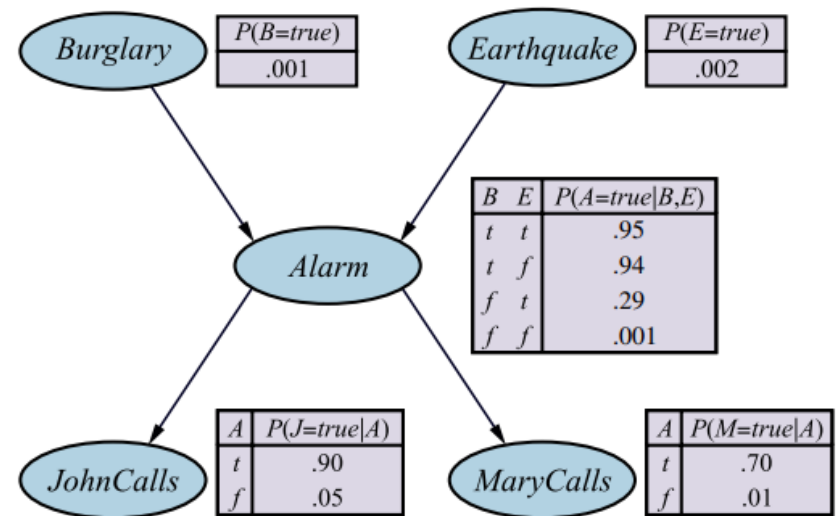 Burglary
P(B=true)
.001
Earthquake
P(E=true)
.002
B E P(A=true|B,E)
t t .95
t f .94
f t .29
f f .001
Alarm
A P(J=true|A)
t .90
f .05
JohnCalls
A P(M=true|A)
t .70
f .01
MaryCalls